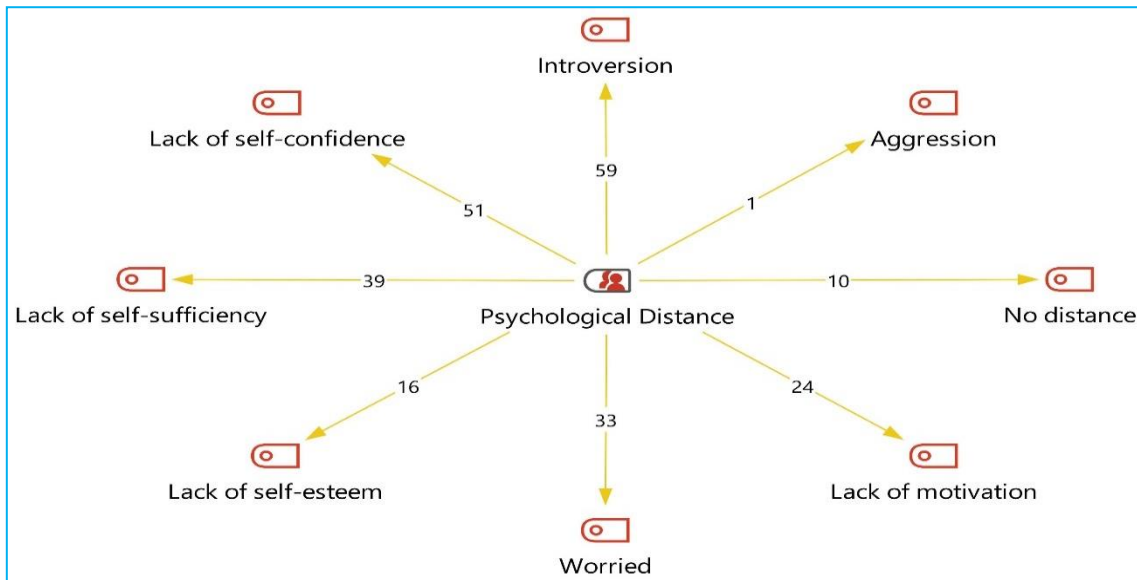 Introversion
Lack of self-confidence
Aggression
59
51
1
39
10
Lack of self-sufficiency
Psychological Distance
No distance
16
33
24
Lack of self-esteem
Lack of motivation
Worried